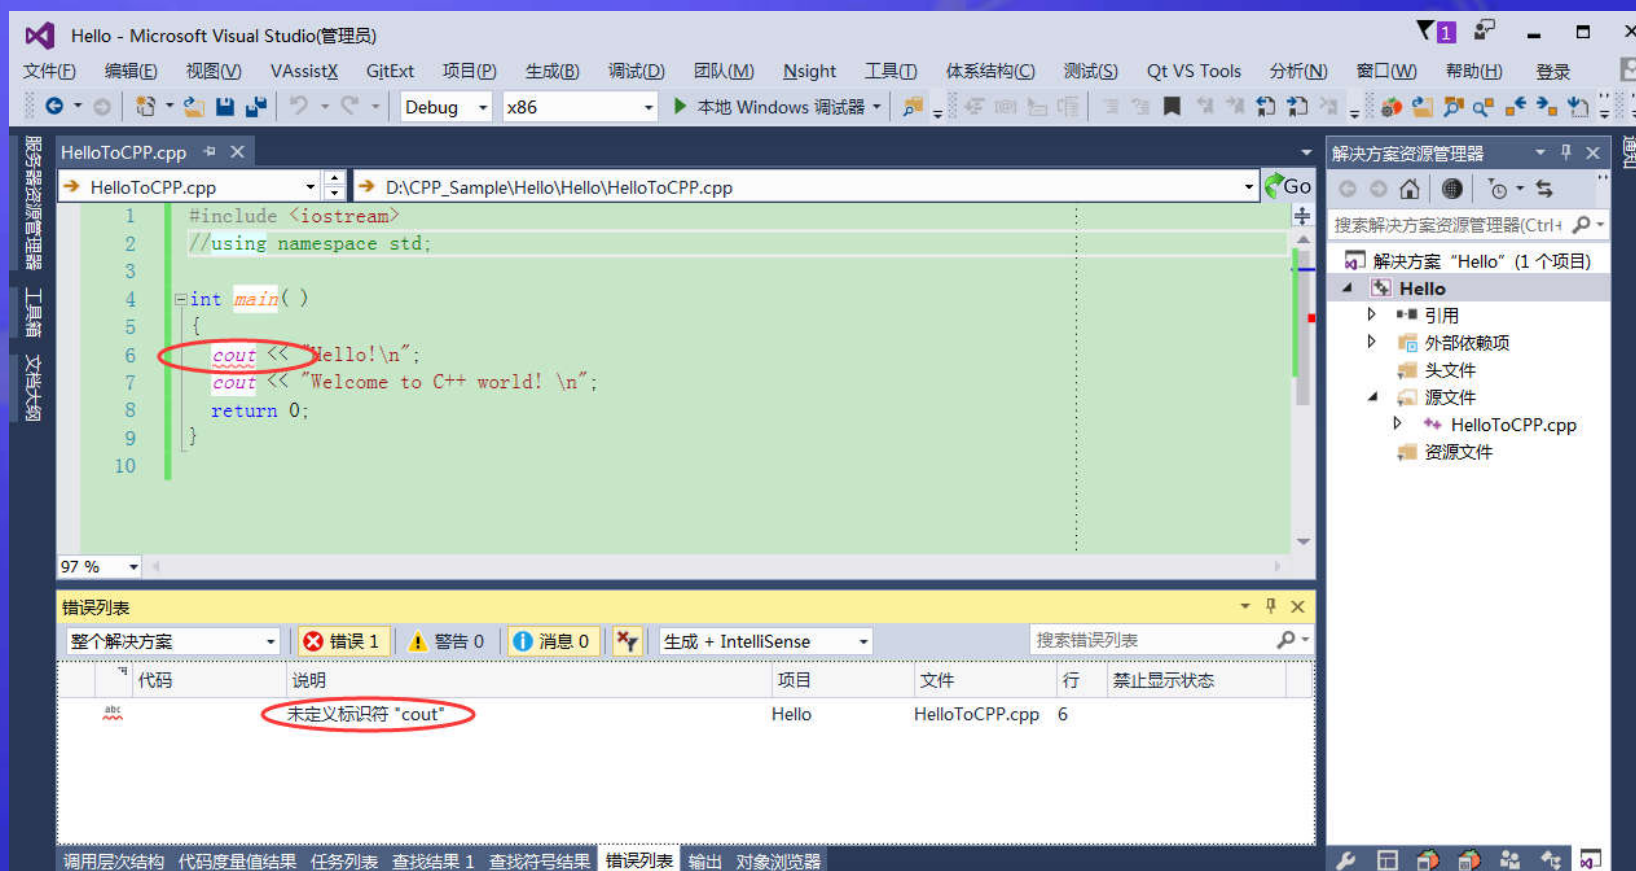 Hello - Microsoft Visual Studio(管理员)
1
文件(F) 编辑(E) 视图(V) VAssistX GitExt 项目(P) 生成(B) 调试(D) 团队(M) Nsight 工具(T) 体系结构(C) 测试(S) Qt VS Tools 分析(N) 窗口(W) 帮助(H) 登录
Debug x86 本地 Windows 调试器
服务器资源管理器
工具箱
文档大纲
HelloToCPP.cpp
HelloToCPP.cpp D:\CPP_Sample\Hello\Hello\HelloToCPP.cpp Go
1 #include <iostream>
2 //using namespace std;
3
4 int main( )
5 {
6 cout << "Hello!\n";
7 cout << "Welcome to C++ world! \n";
8 return 0;
9 }
10
97 %
错误列表
整个解决方案 错误 1 警告 0 消息 0 生成 + IntelliSense 搜索错误列表
代码 说明 项目 文件 行 禁止显示状态
abc 未定义标识符 "cout" Hello HelloToCPP.cpp 6
调用层次结构 代码度量值结果 任务列表 查找结果 1 查找符号结果 错误列表 输出 对象浏览器
解决方案资源管理器
搜索解决方案资源管理器(Ctrl+
解决方案 "Hello" (1 个项目)
Hello
引用
外部依赖项
头文件
源文件
HelloToCPP.cpp
资源文件
通知